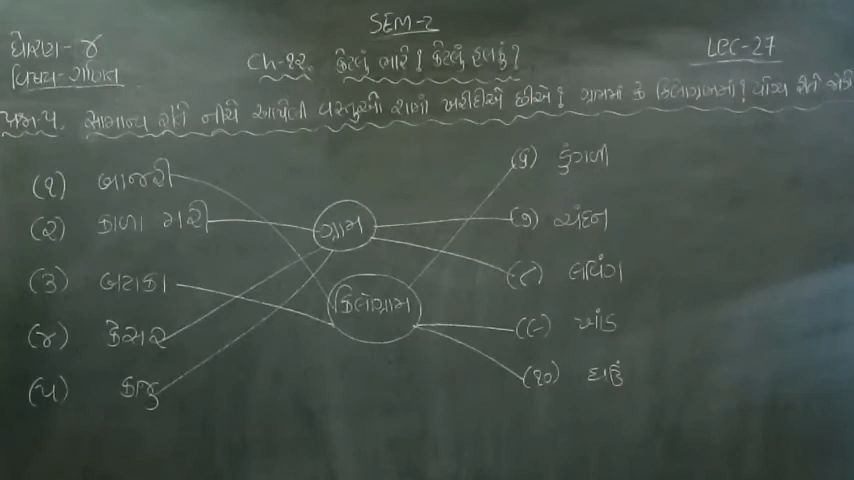 SEM-2
ધોરણ - ૪
Ch-૧૨. કેટલું ભારે? કેટલું હલકું?
LEC-27
વિષય - ગણિત
પ્રશ્ન ૫. સામાન્ય રીતે નીચે આપેલી વસ્તુઓ શામાં ખરીદીએ છીએ? ગ્રામમાં કે કિલોગ્રામમાં? યોગ્ય રીતે જોડો
(૧) બાજરી
(૬) ડુંગળી
(૨) કાળા મરી
ગ્રામ
(૭) ચંદન
(૩) બટાકા
કિલોગ્રામ
(૮) લવિંગ
(૪) કેસર
(૯) ખાંડ
(૫) કાજુ
(૧૦) ઘઉં